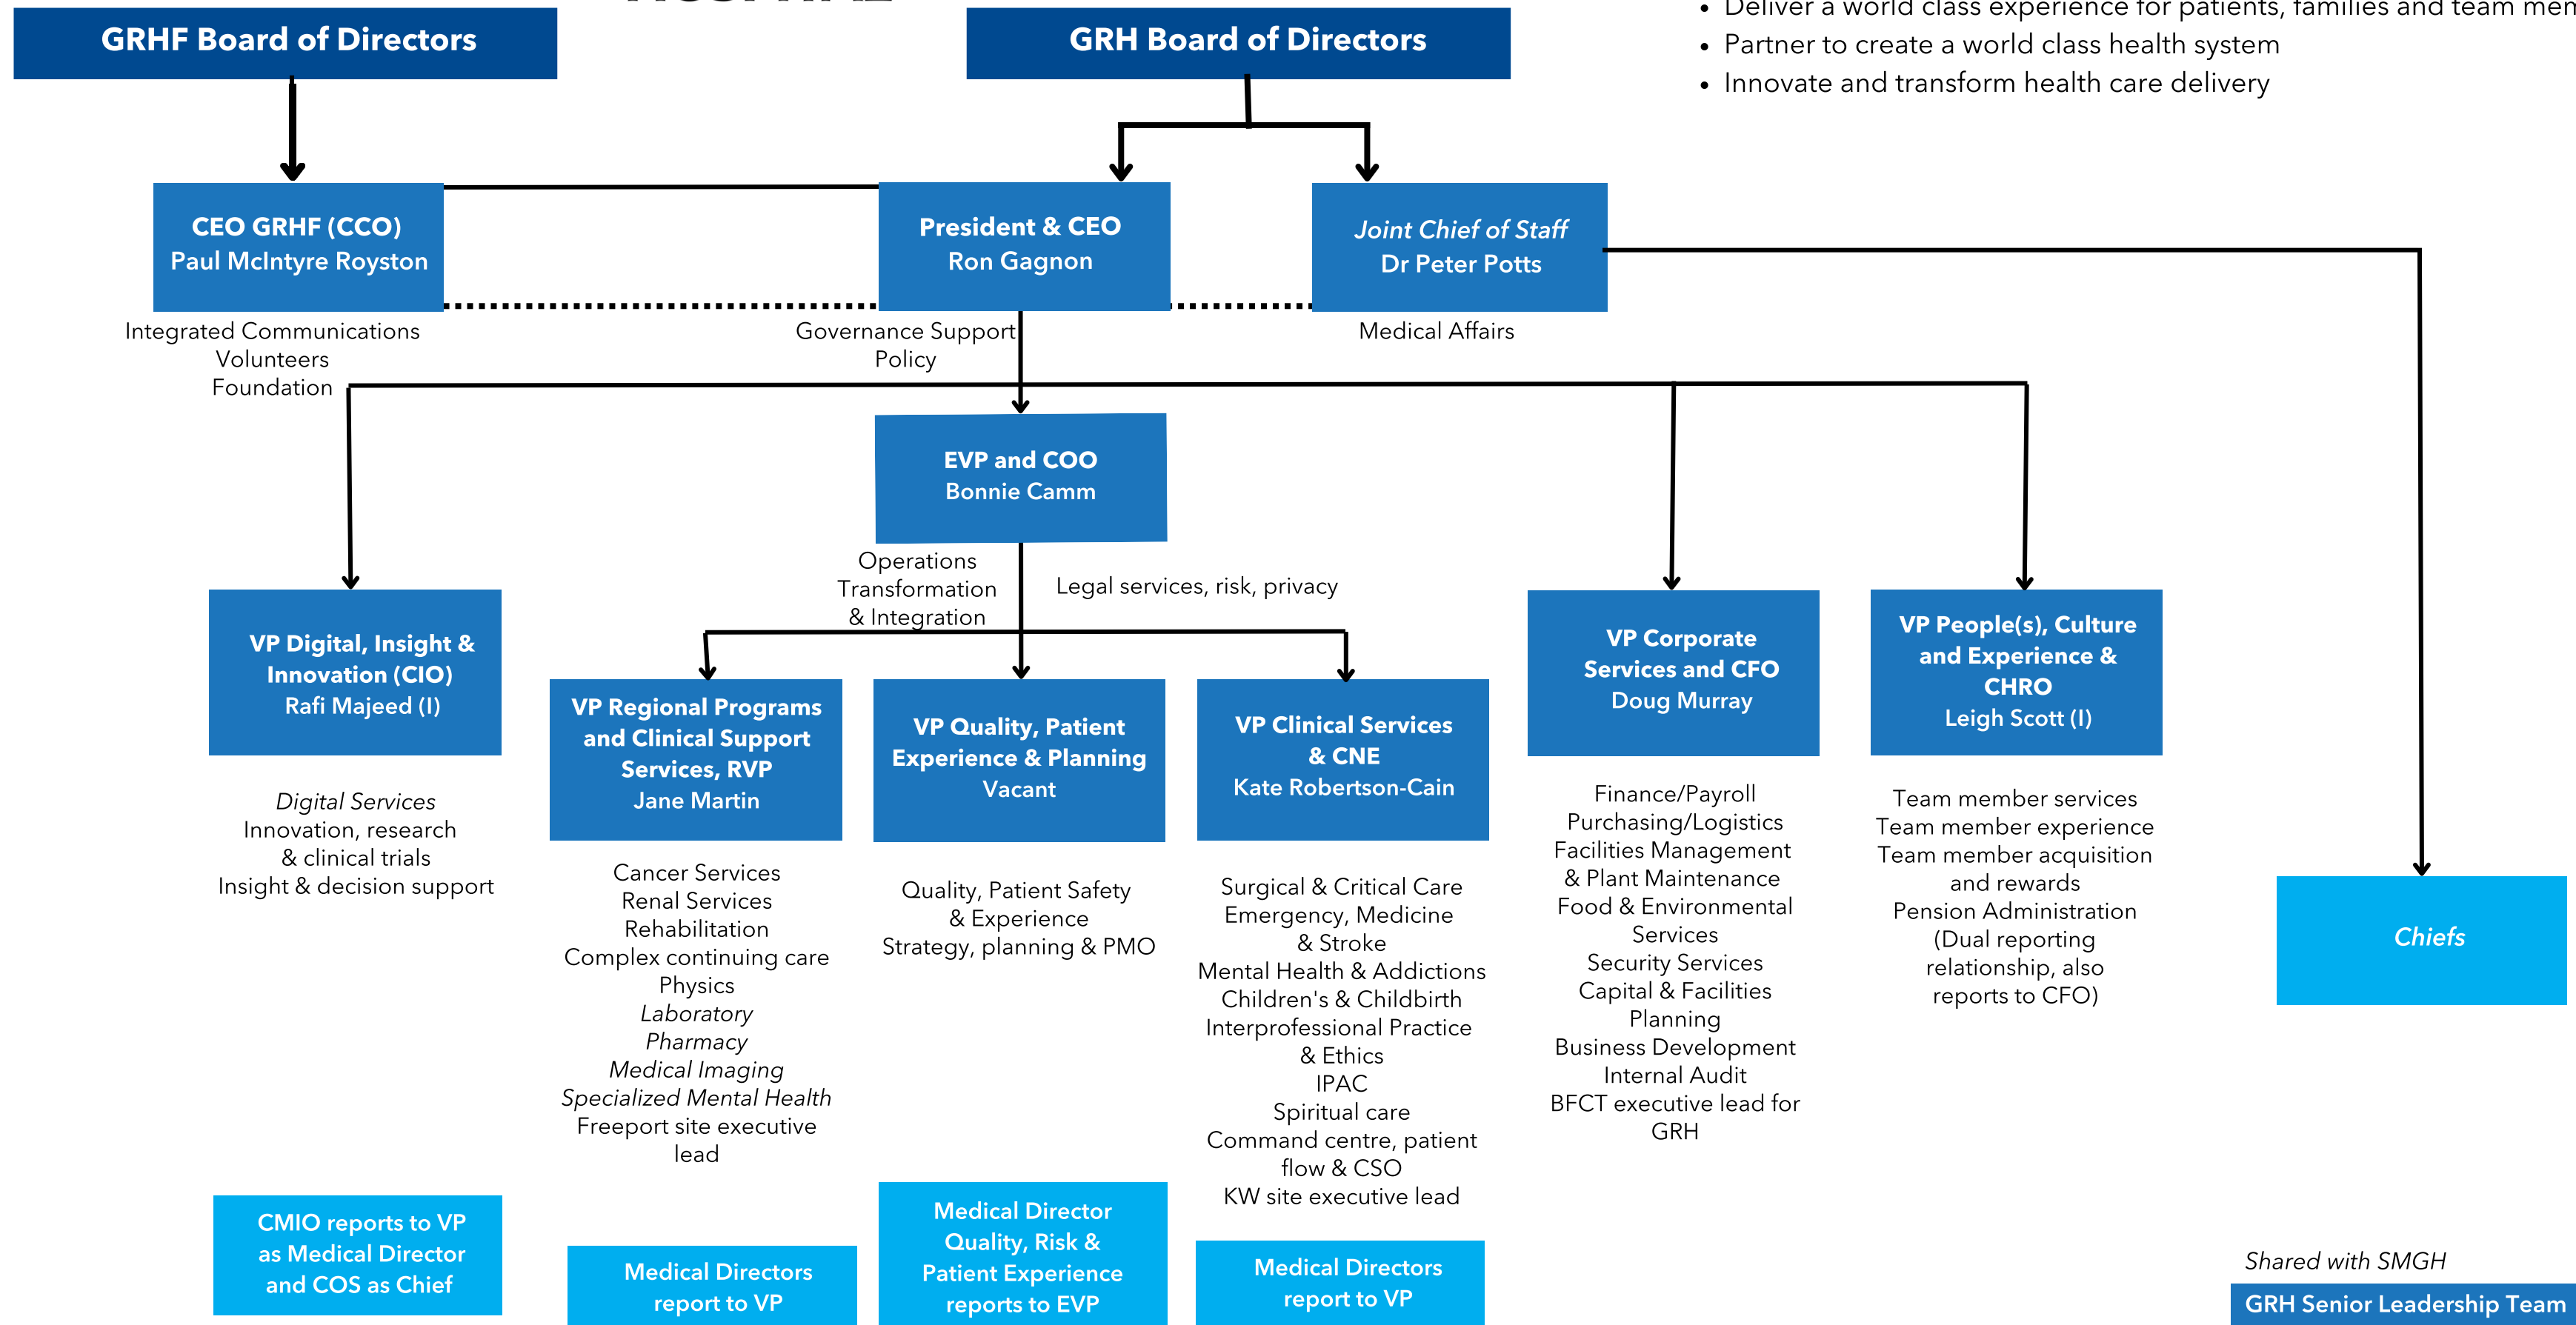 GRHF Board of Directors
GRH Board of Directors
Deliver a world class experience for patients, families and team
• Partner to create a world class health system
• Innovate and transform health care delivery
CEO GRHF (CCO)
Paul McIntyre Royston
President & CEO
Ron Gagnon
Joint Chief of Staff
Dr Peter Potts
Integrated Communications
Volunteers
Foundation
Governance Support
Policy
Medical Affairs
EVP and COO
Bonnie Camm
Operations
Transformation
& Integration
Legal services, risk, privacy
VP Digital, Insight &
Innovation (CIO)
Rafi Majeed (I)
VP Regional Programs
and Clinical Support
Services, RVP
Jane Martin
VP Quality, Patient
Experience & Planning
Vacant
VP Clinical Services
& CNE
Kate Robertson-Cain
VP Corporate
Services and CFO
Doug Murray
VP People(s), Culture
and Experience &
CHRO
Leigh Scott (I)
Digital Services
Innovation, research
& clinical trials
Insight & decision support
Cancer Services
Renal Services
Rehabilitation
Complex continuing care
Physics
Laboratory
Pharmacy
Medical Imaging
Specialized Mental Health
Freeport site executive
lead
Quality, Patient Safety
& Experience
Strategy, planning & PMO
Surgical & Critical Care
Emergency, Medicine
& Stroke
Mental Health & Addictions
Children's & Childbirth
Interprofessional Practice
& Ethics
IPAC
Spiritual care
Command centre, patient
flow & CSO
KW site executive lead
Finance/Payroll
Purchasing/Logistics
Facilities Management
& Plant Maintenance
Food & Environmental
Services
Security Services
Capital & Facilities
Planning
Business Development
Internal Audit
BFCT executive lead for
GRH
Team member services
Team member experience
Team member acquisition
and rewards
Pension Administration
(Dual reporting
relationship, also
reports to CFO)
Chiefs
CMIO reports to VP
as Medical Director
and COS as Chief
Medical Directors
report to VP
Medical Director
Quality, Risk &
Patient Experience
reports to EVP
Medical Directors
report to VP
Shared with SMGH
GRH Senior Leadership Team